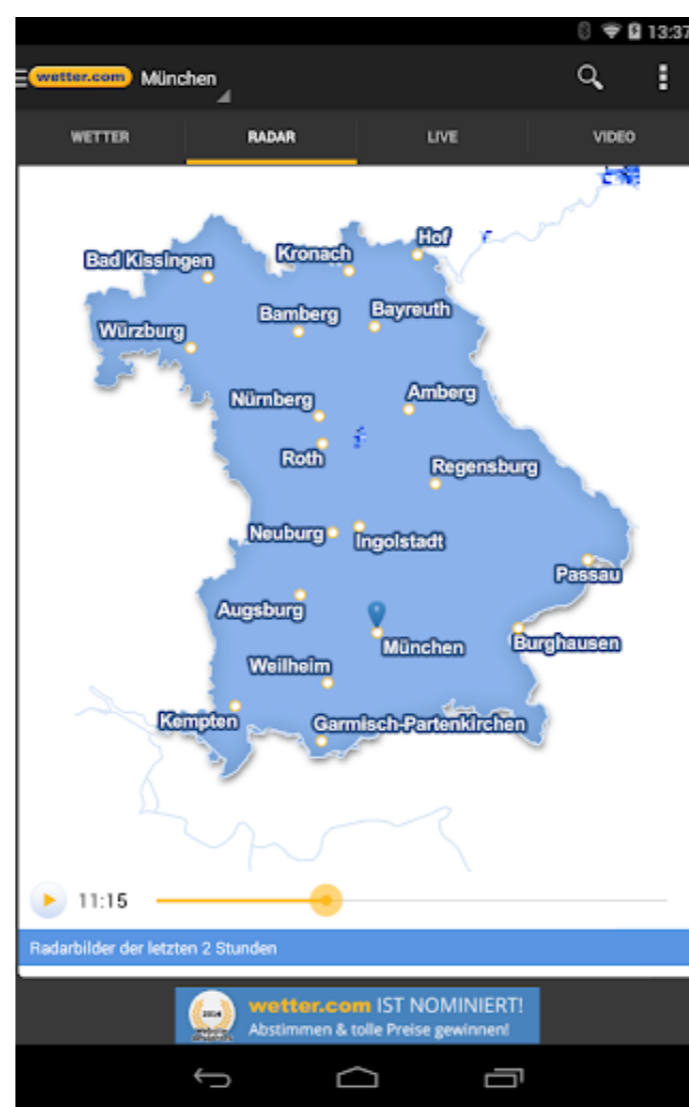 13:37
wetter.com München
WETTER RADAR LIVE VIDEO
Hof
Kronach
Bad Kissingen
Bayreuth
Bamberg
Würzburg
Amberg
Nürnberg
Roth
Regensburg
Neuburg
Ingolstadt
Passau
Augsburg
München
Burghausen
Weilheim
Kempten
Garmisch-Partenkirchen
11:15
Radarbilder der letzten 2 Stunden
2014
wetter.com IST NOMINIERT!
Abstimmen & tolle Preise gewinnen!